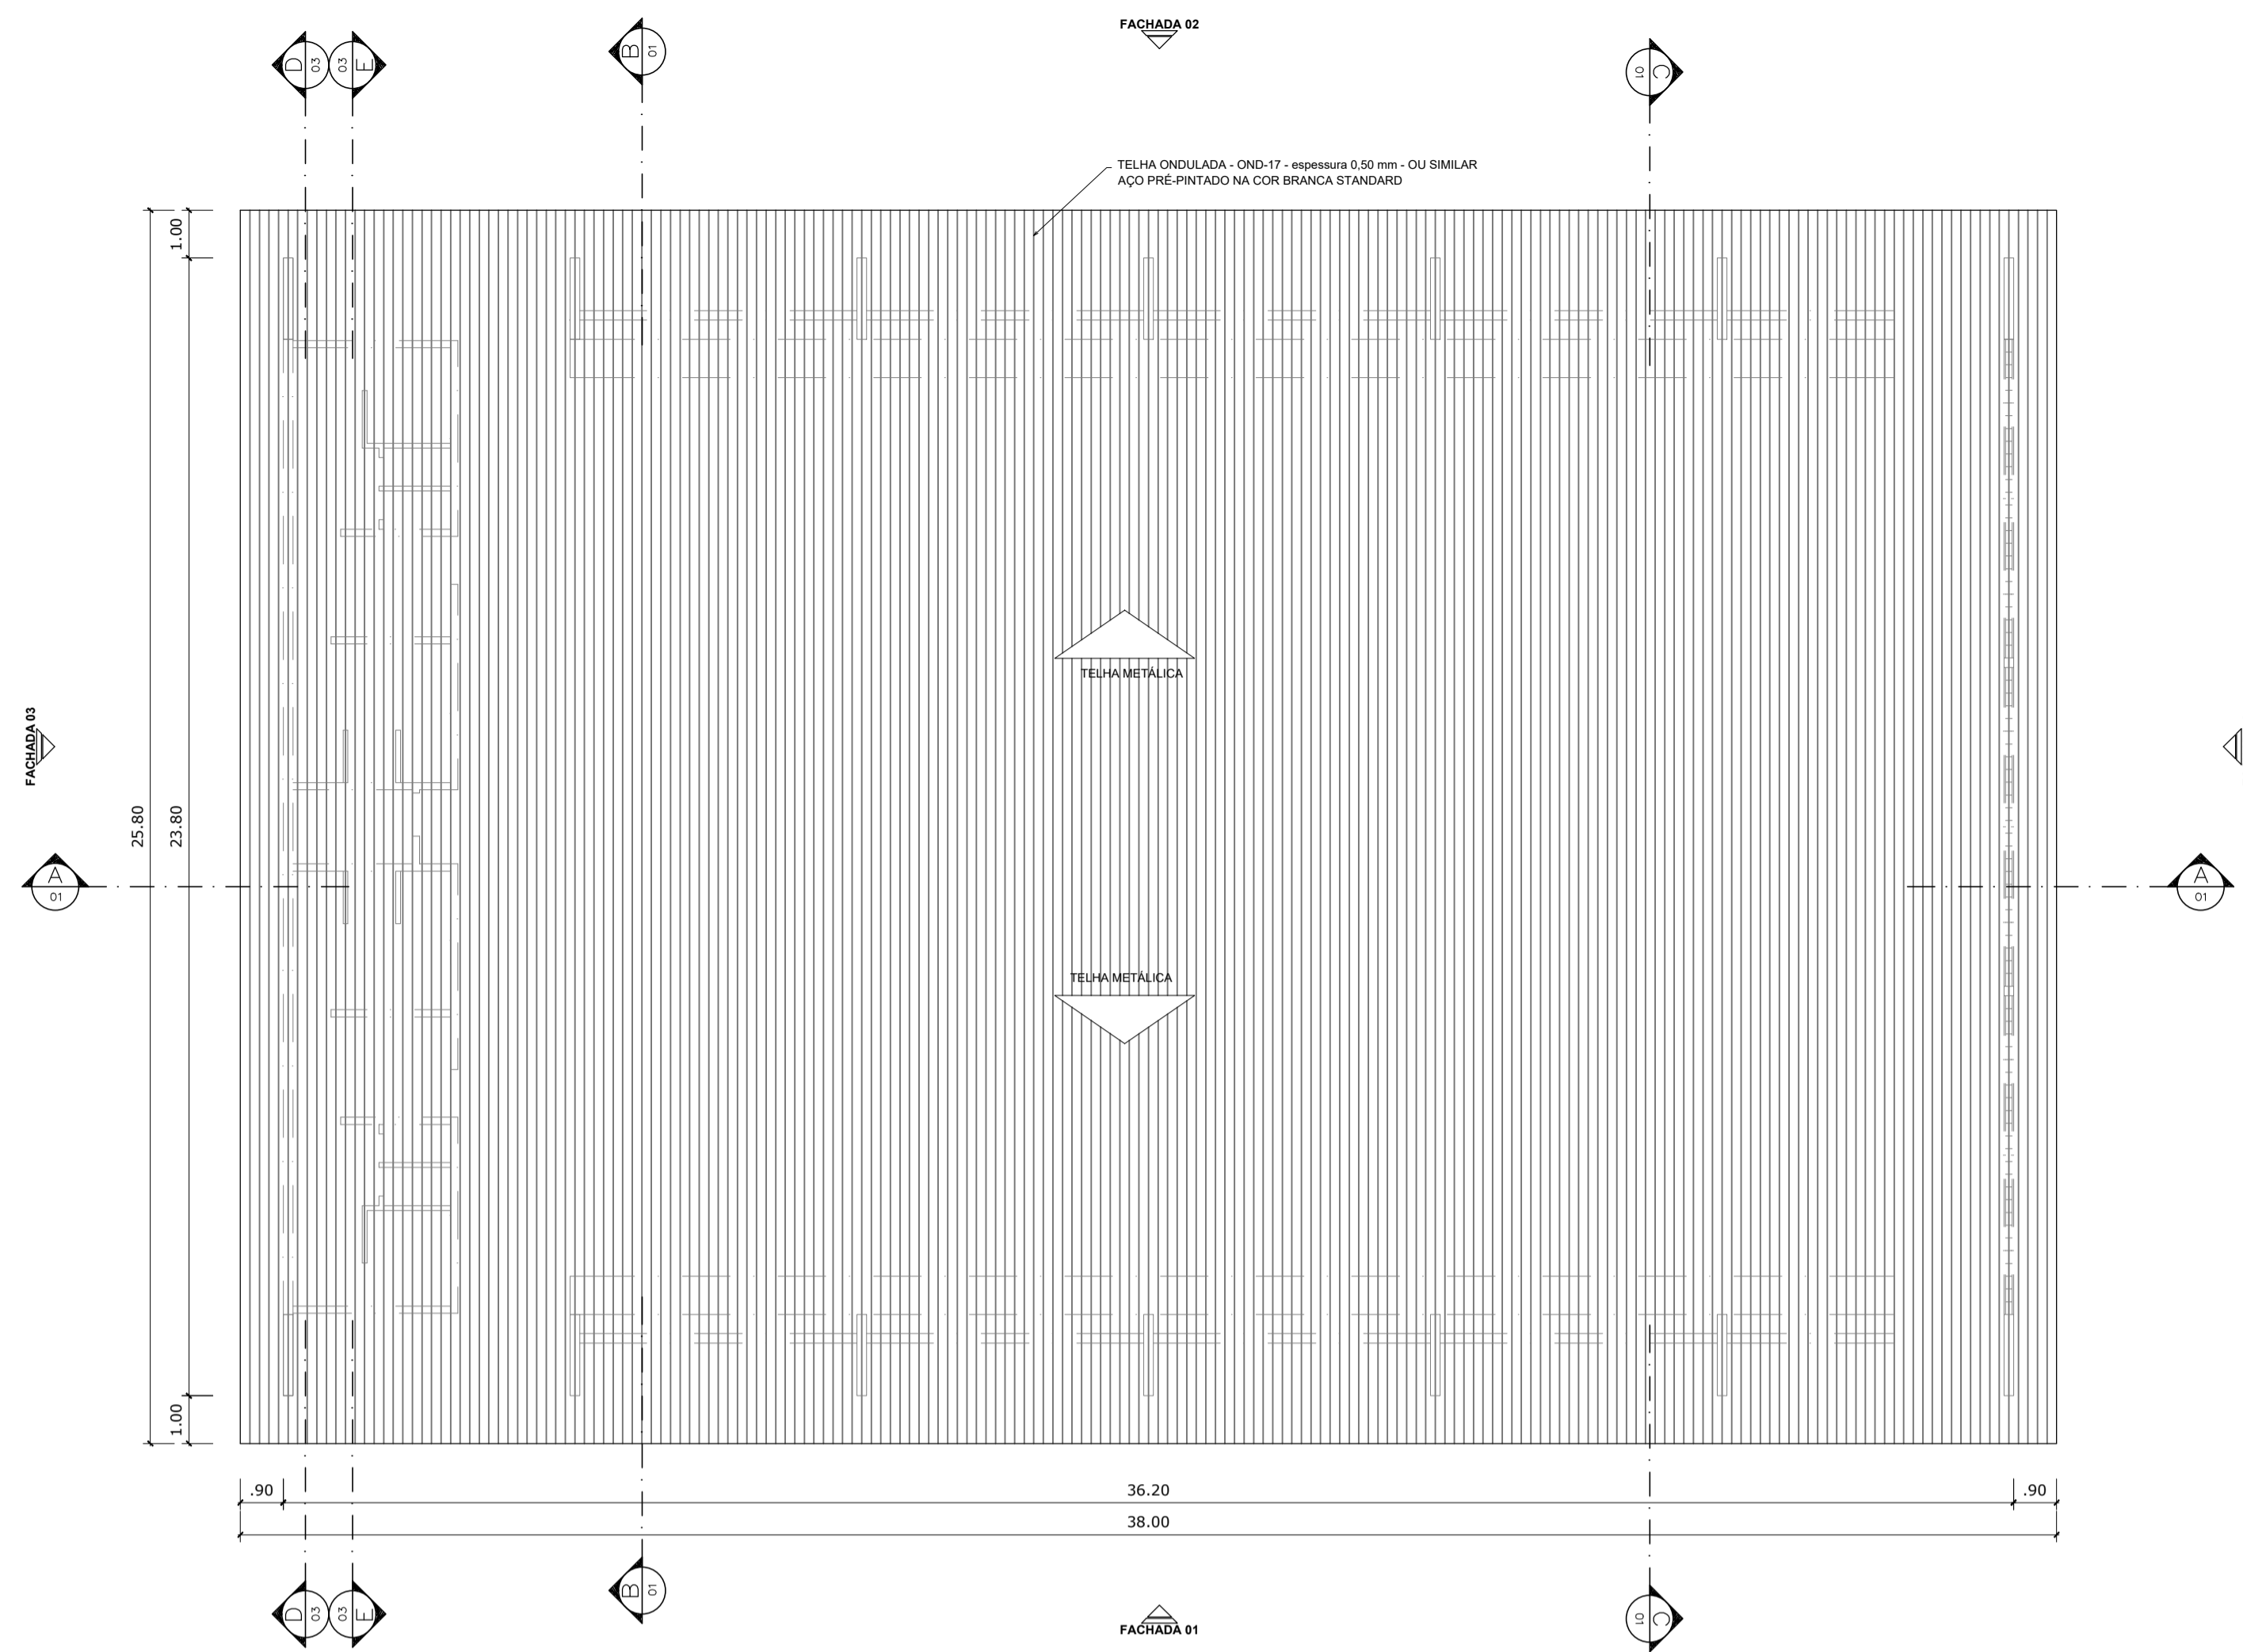 FACHADA 02
D
03
03
E
B
01
01
C
TELHA ONDULADA - OND-17 - espessura 0,50 mm - OU SIMILAR
AÇO PRÉ-PINTADO NA COR BRANCA STANDARD
1.00
TELHA METÁLICA
FACHADA 03
25.80
23.80
A
01
A
01
TELHA METÁLICA
1.00
.90
36.20
.90
38.00
D
03
03
E
B
01
01
C
FACHADA 01